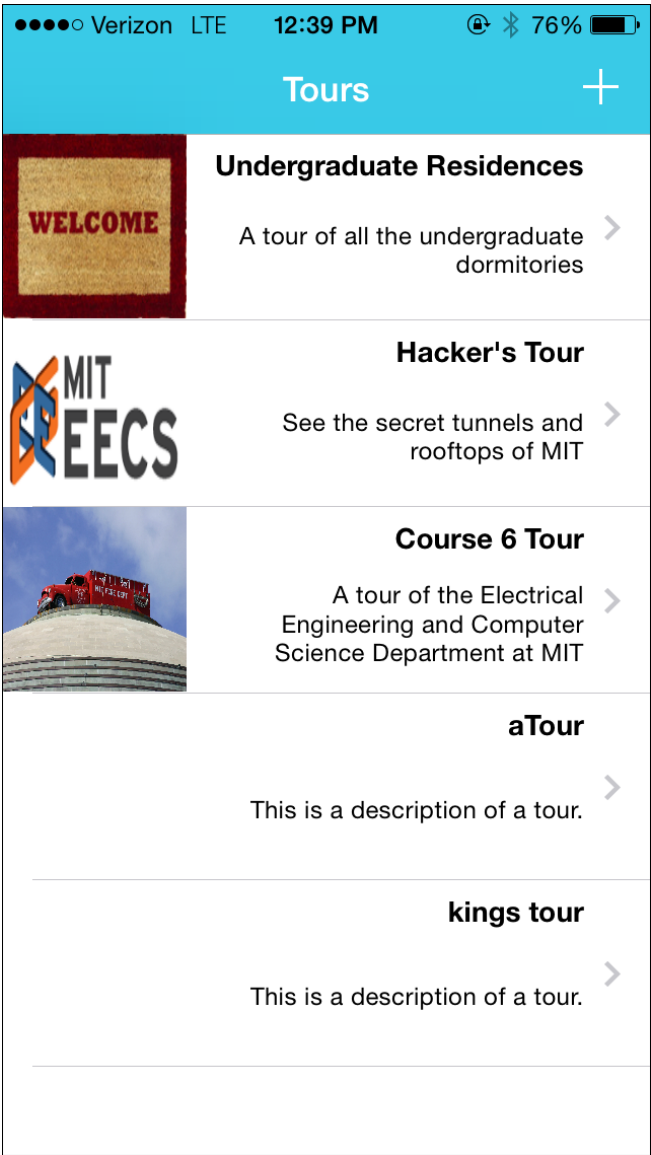 Verizon LTE 12:39 PM 76%
Tours
WELCOME
Undergraduate Residences
A tour of all the undergraduate
dormitories
MIT
EECS
Hacker's Tour
See the secret tunnels and
rooftops of MIT
Course 6 Tour
A tour of the Electrical
Engineering and Computer
Science Department at MIT
aTour
This is a description of a tour.
kings tour
This is a description of a tour.